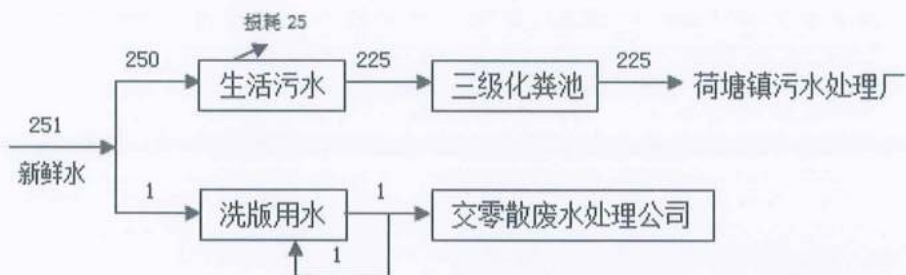 损耗 25
250
生活污水
225
三级化粪池
225
荷塘镇污水处理厂
251
新鲜水
1
洗版用水
1
交零散废水处理公司
1